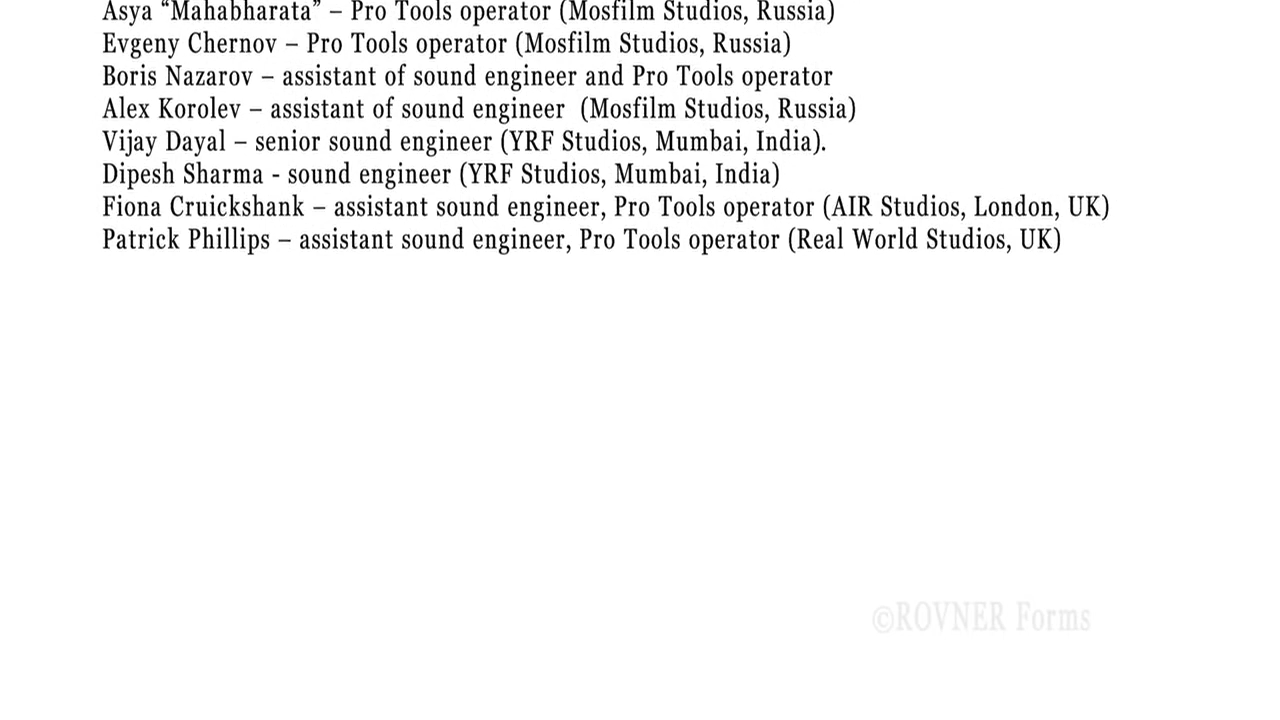 Asya “Mahabharata” – Pro Tools operator (Mosfilm Studios, Russia)
Evgeny Chernov – Pro Tools operator (Mosfilm Studios, Russia)
Boris Nazarov – assistant of sound engineer and Pro Tools operator
Alex Korolev – assistant of sound engineer  (Mosfilm Studios, Russia)
Vijay Dayal – senior sound engineer (YRF Studios, Mumbai, India).
Dipesh Sharma - sound engineer (YRF Studios, Mumbai, India)
Fiona Cruickshank – assistant sound engineer, Pro Tools operator (AIR Studios, London, UK)
Patrick Phillips – assistant sound engineer, Pro Tools operator (Real World Studios, UK)
©ROVNER Forms